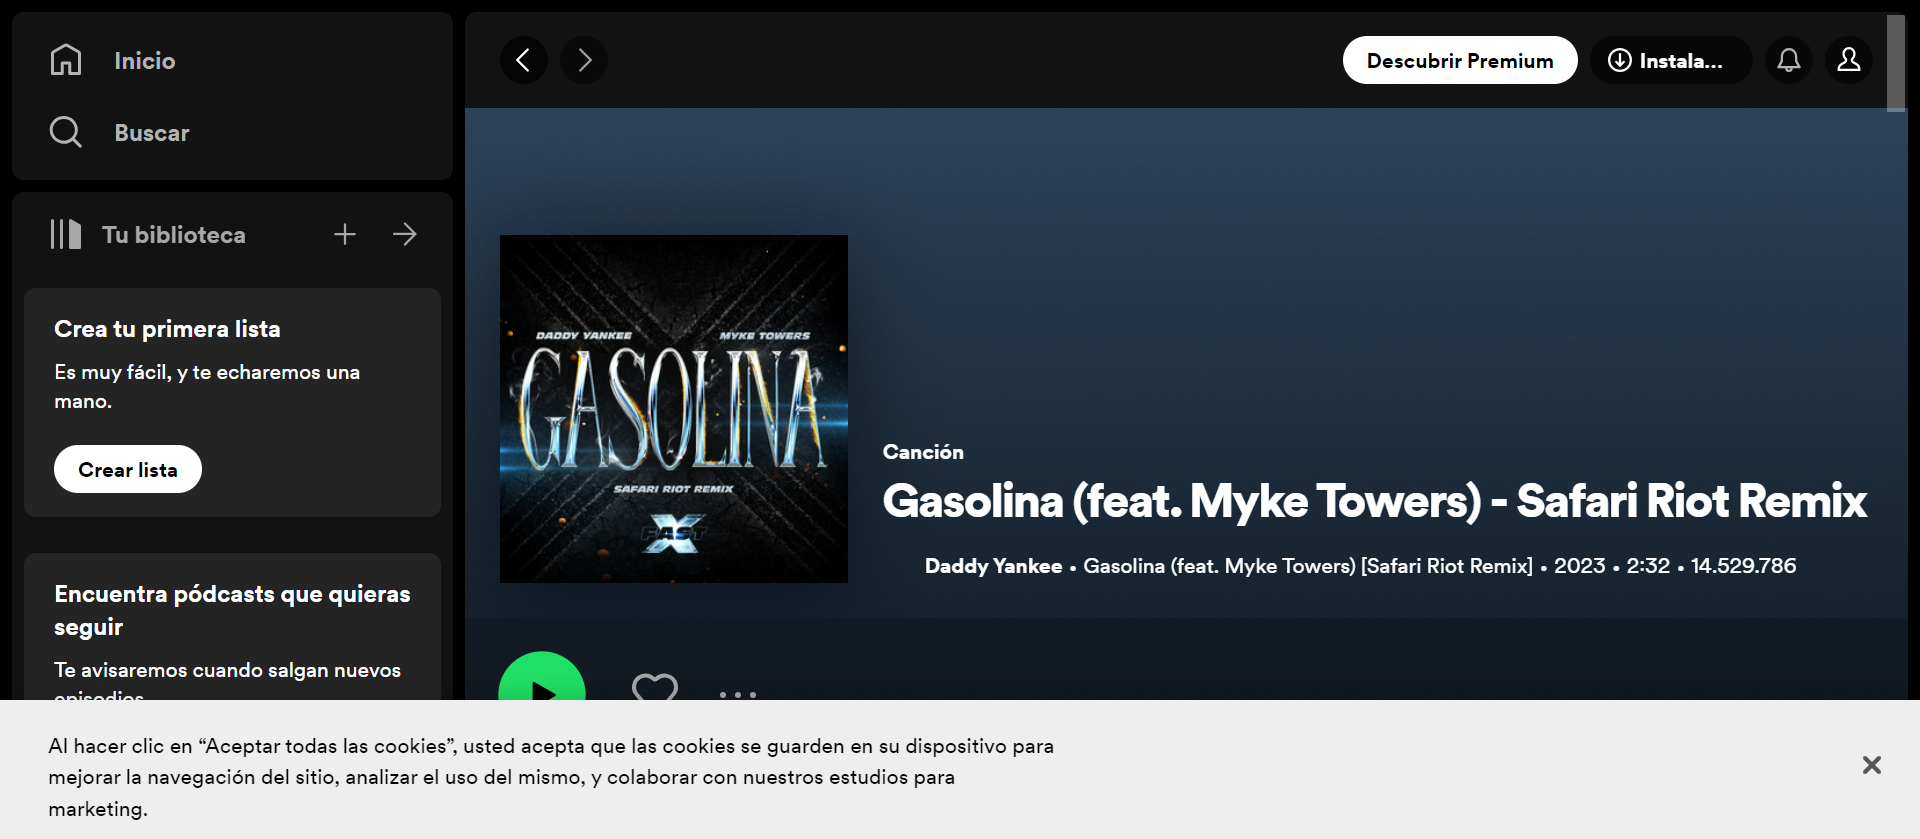 Inicio
Buscar
Tu biblioteca
Crea tu primera lista
Es muy fácil, y te echaremos una
mano.
Crear lista
Encuentra pódcasts que quieras
seguir
Te avisaremos cuando salgan nuevos
episodios
Descubrir Premium
Instala...
DADDY YANKEE MYKE TOWERS
GASOLINA
SAFARI RIOT REMIX
FAST X
Canción
Gasolina (feat. Myke Towers) - Safari Riot Remix
Daddy Yankee • Gasolina (feat. Myke Towers) [Safari Riot Remix] • 2023 • 2:32 • 14.529.786
Al hacer clic en “Aceptar todas las cookies”, usted acepta que las cookies se guarden en su dispositivo para
mejorar la navegación del sitio, analizar el uso del mismo, y colaborar con nuestros estudios para
marketing.